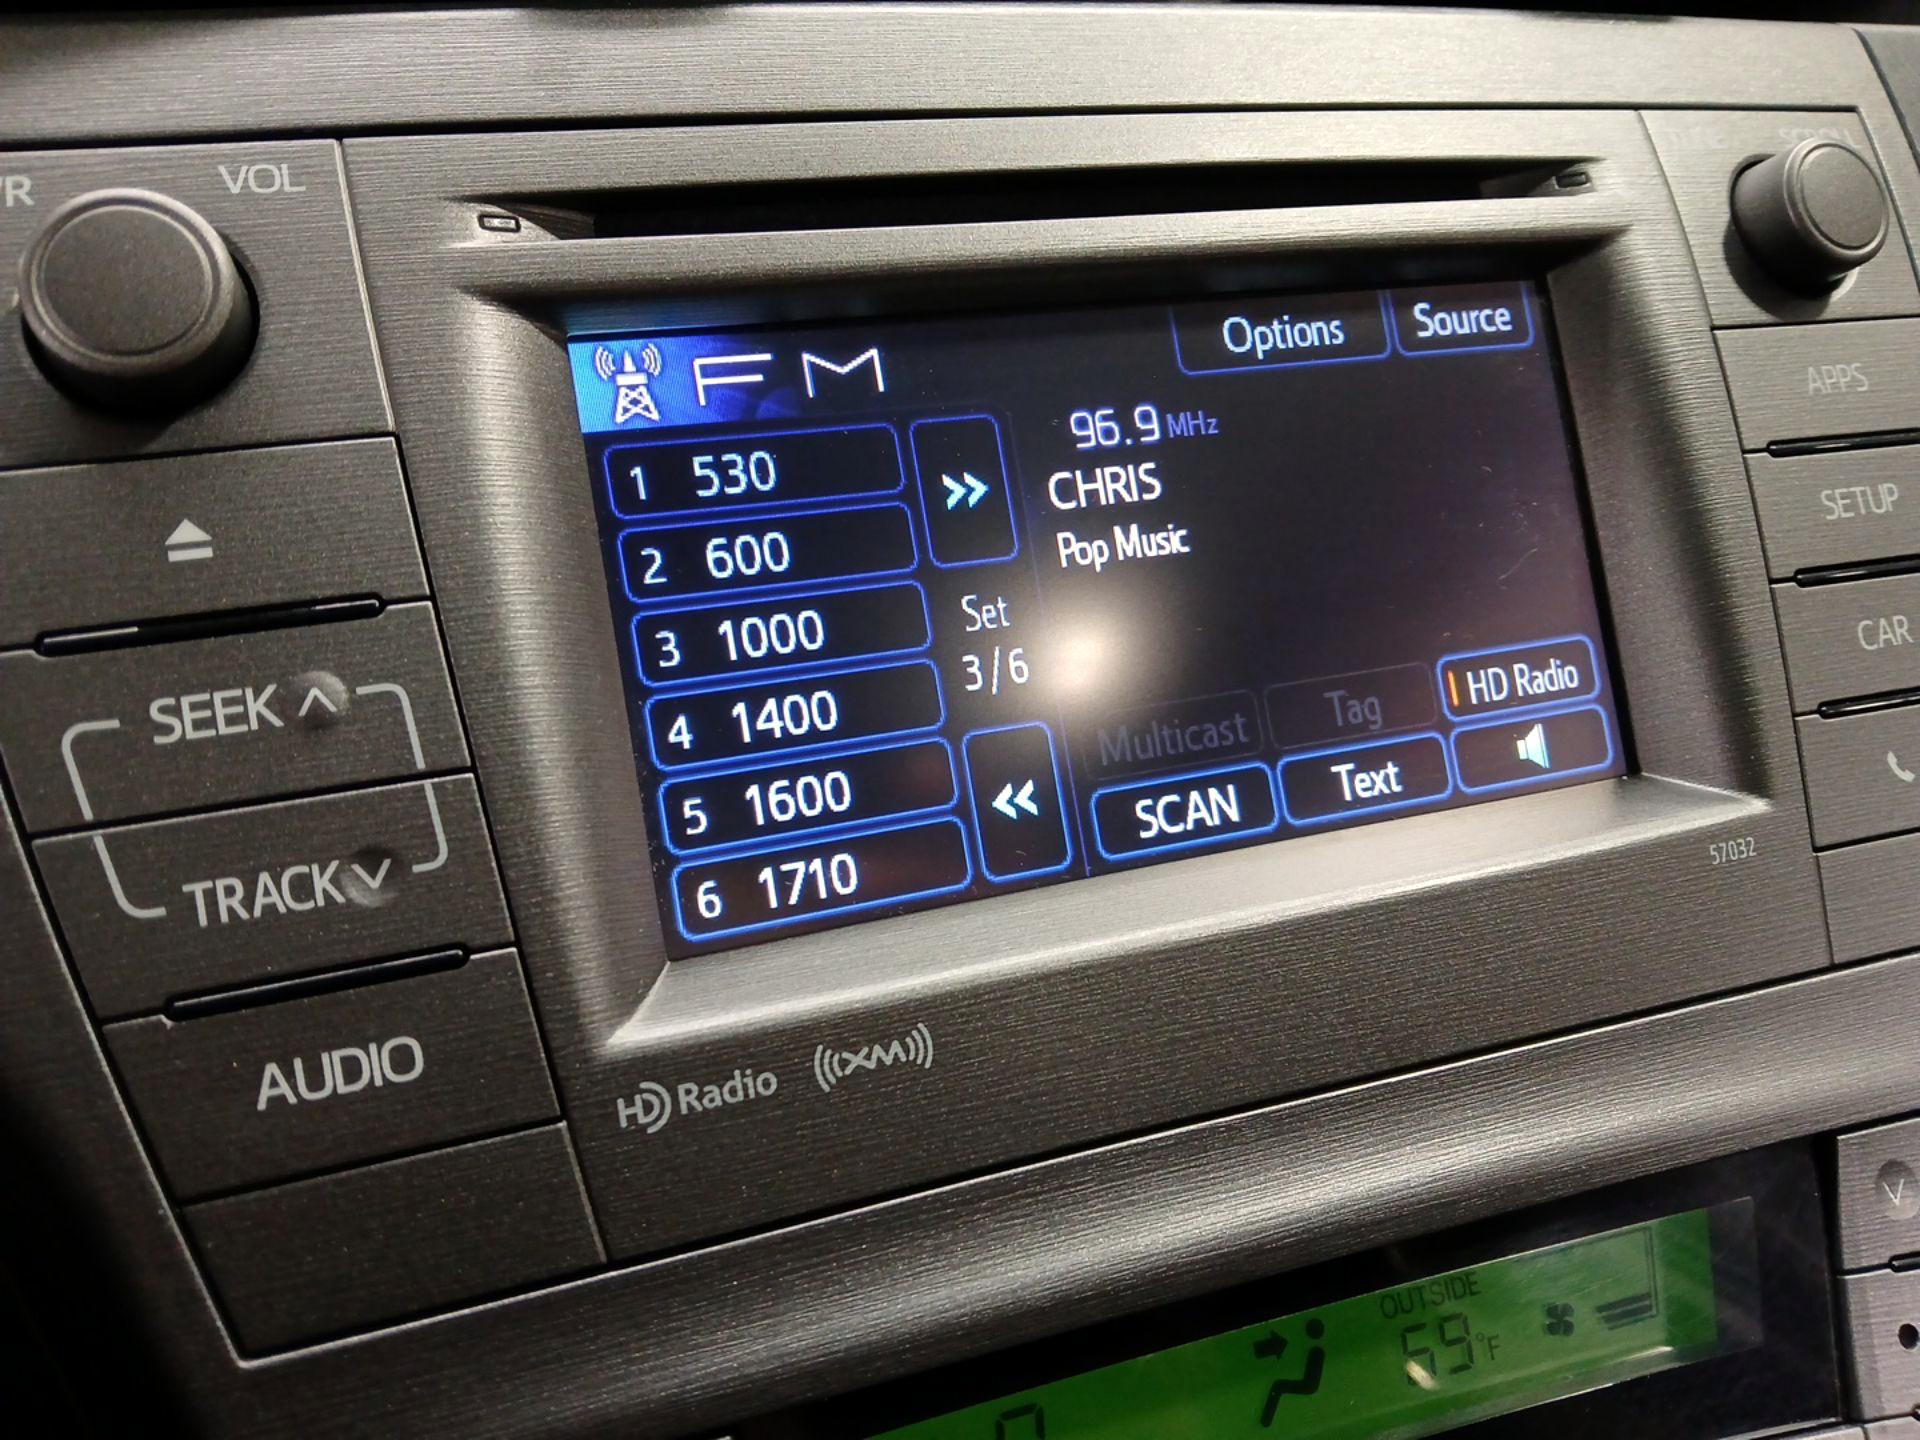 VOL
SCROLL
FM
Options
Source
96.9 MHz
CHRIS
Pop Music
1 530
2 600
3 1000
4 1400
5 1600
6 1710
Set
3/6
Multicast
Tag
HD Radio
SCAN
Text
APPS
SETUP
CAR
SEEK
TRACK
AUDIO
57032
HD Radio
XM
OUTSIDE
59°F